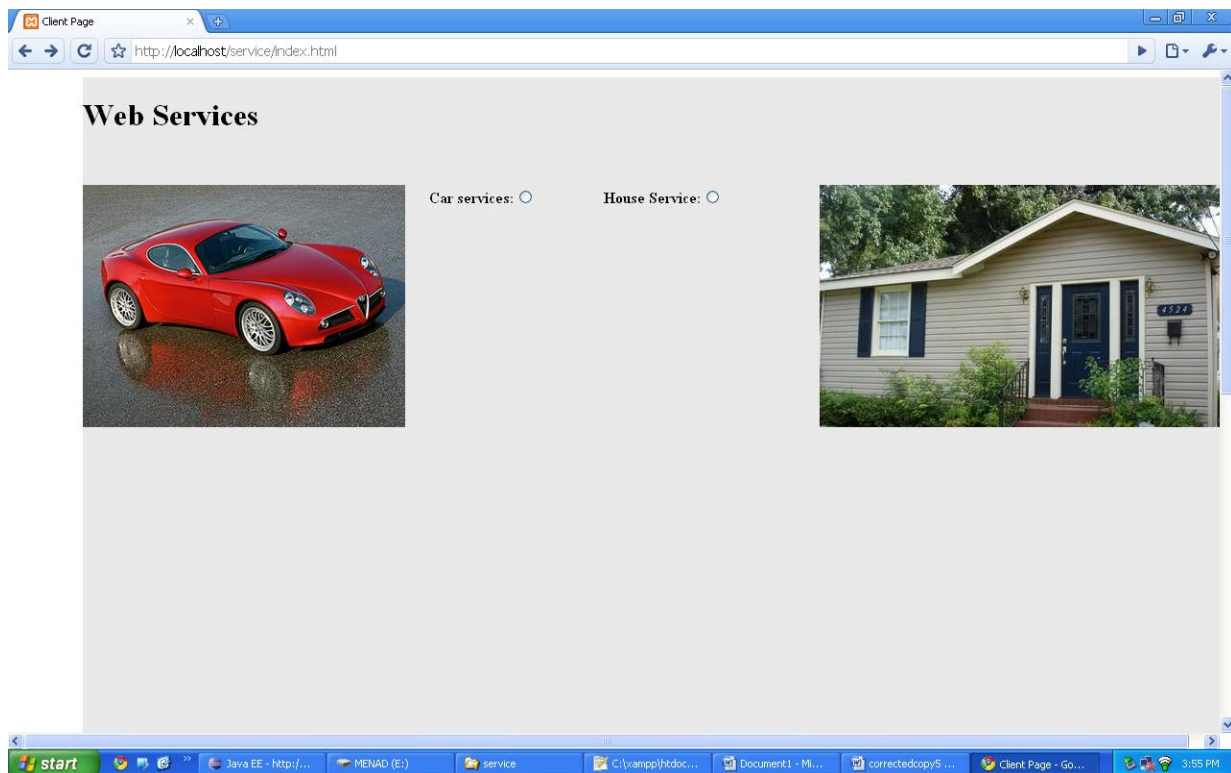 Client Page
http://localhost/service/index.html
Web Services
Car services:
House Service:
4524
start
Java EE - http:/...
MENAD (E:)
service
C:\xampp\htdoc...
Document1 - Mi...
correctedcopy5 ...
Client Page - Go...
3:55 PM